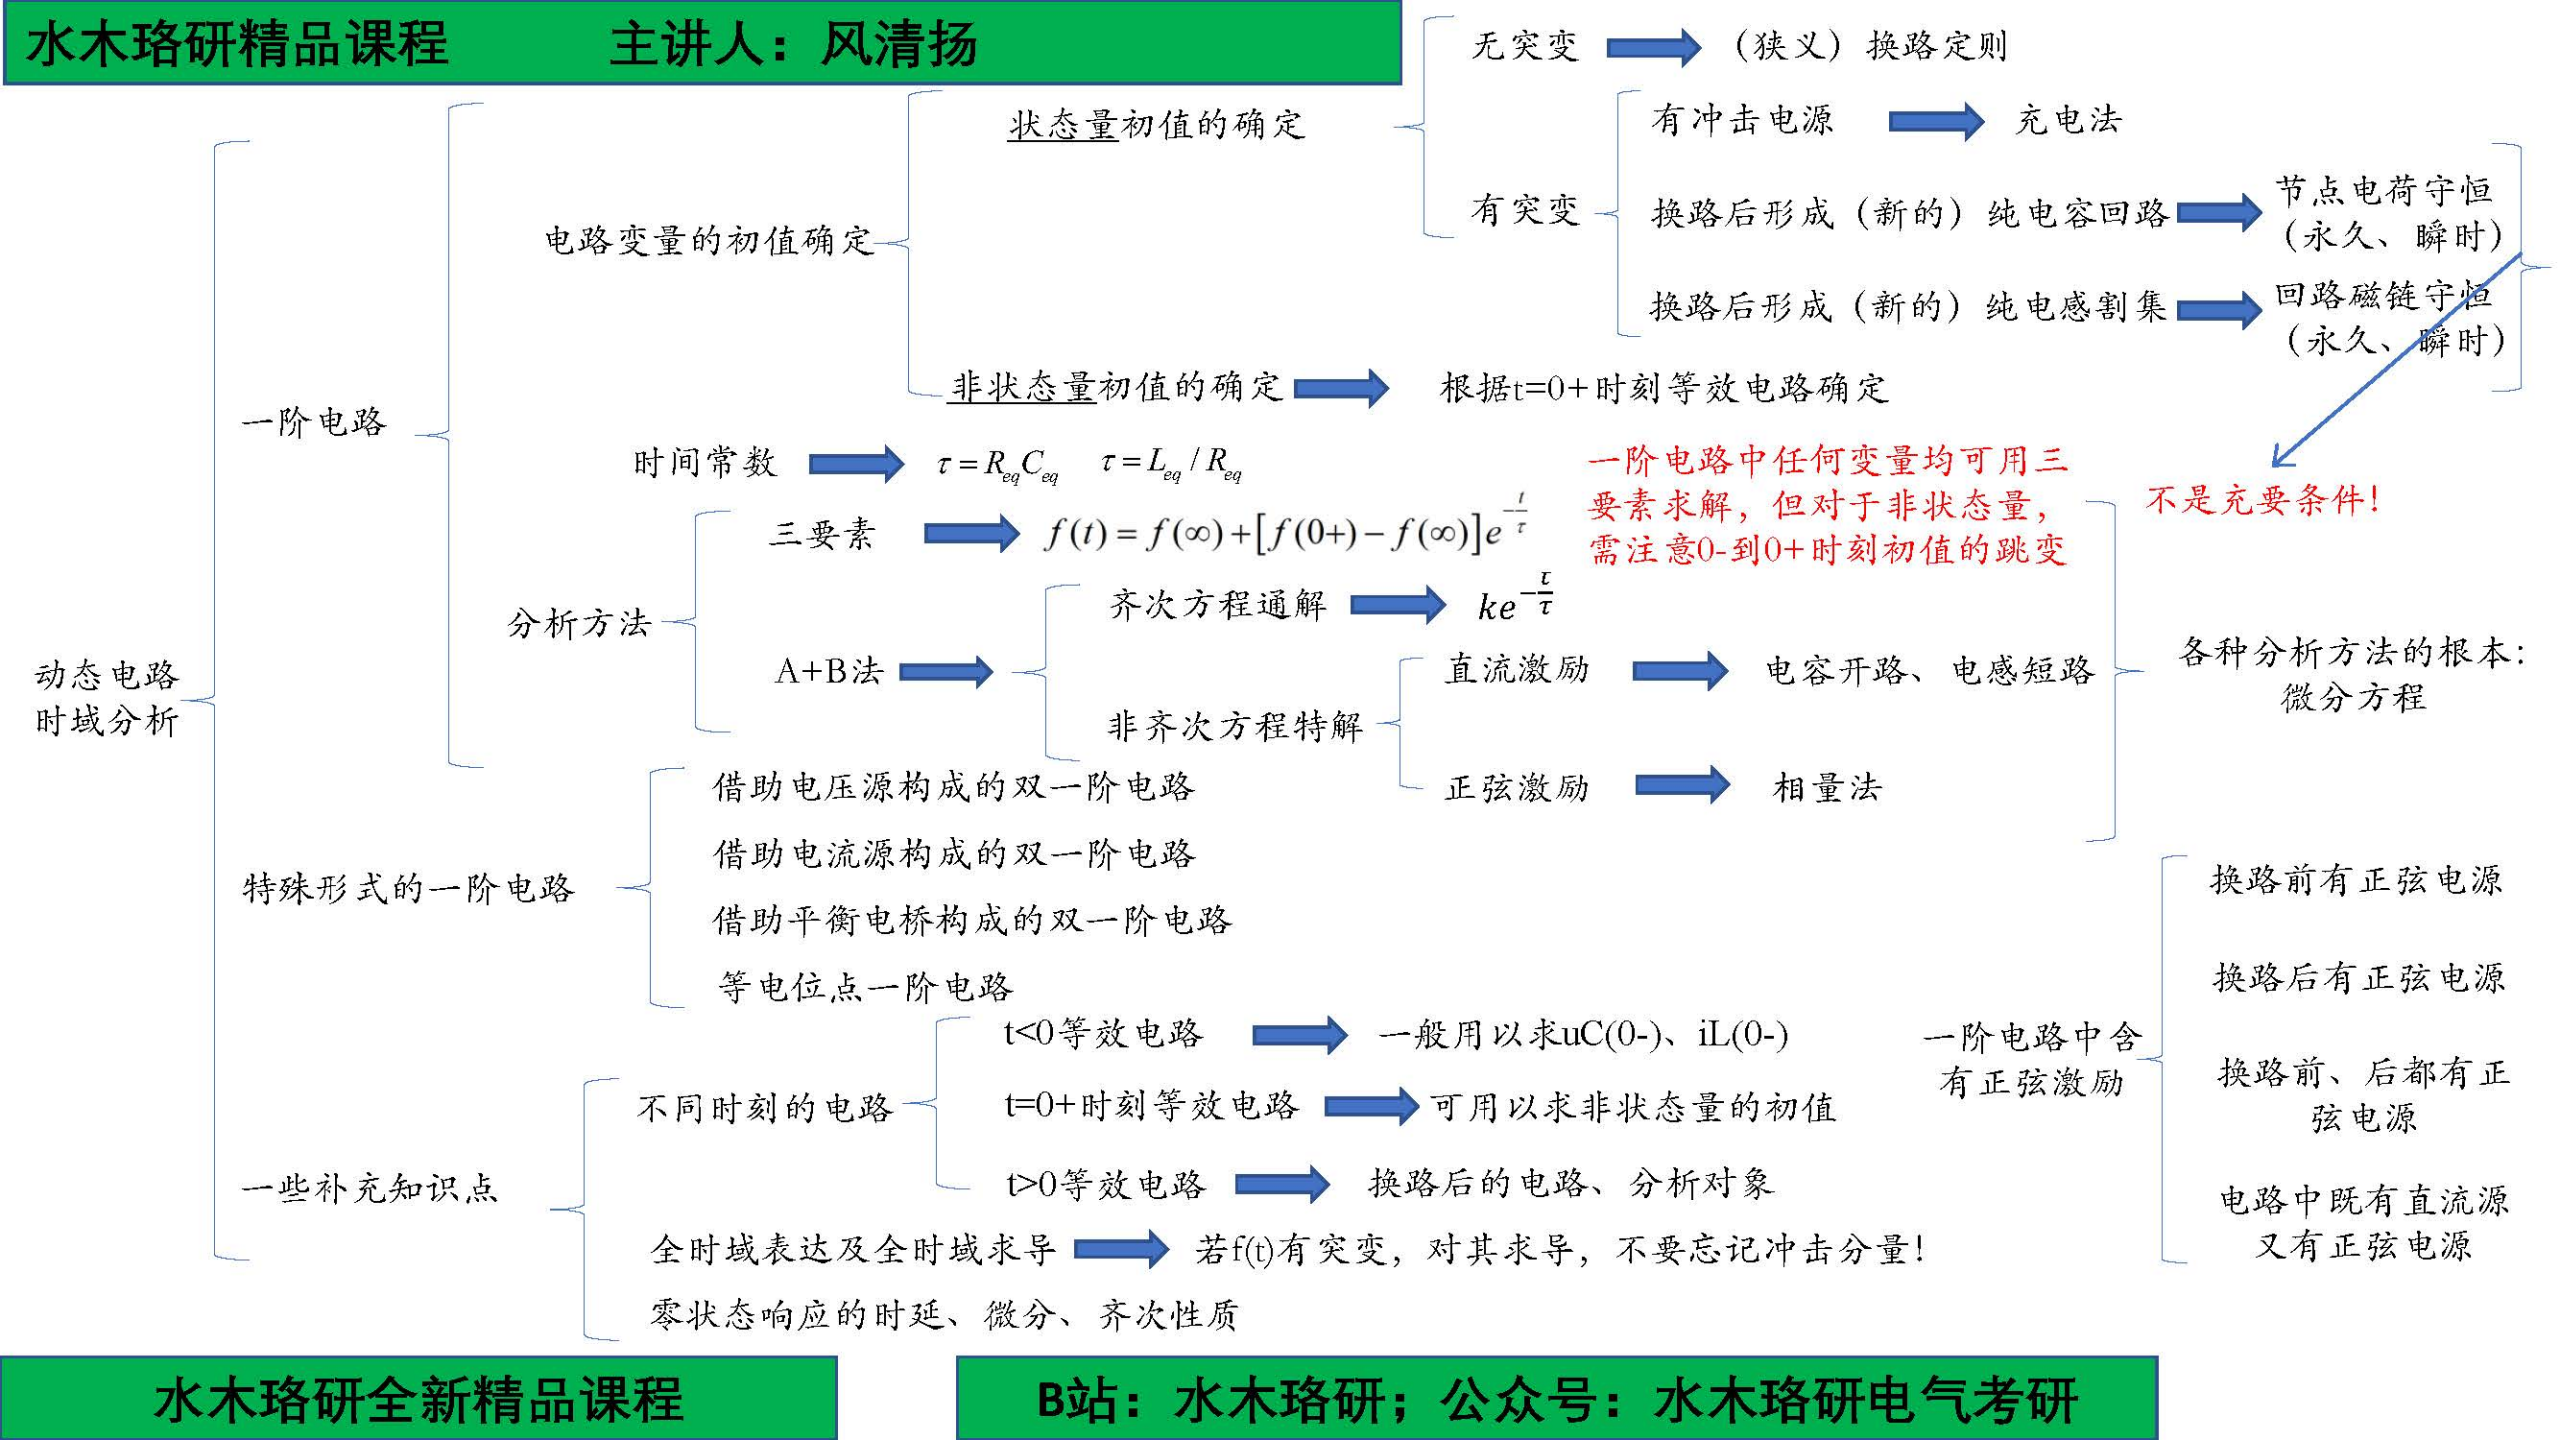 水木珞研精品课程 主讲人：风清扬
无突变 （狭义）换路定则
状态量初值的确定
有冲击电源 充电法
有突变
换路后形成（新的）纯电容回路
节点电荷守恒
（永久、瞬时）
电路变量的初值确定
换路后形成（新的）纯电感割集
回路磁链守恒
（永久、瞬时）
非状态量初值的确定 根据t=0+时刻等效电路确定
一阶电路
时间常数 τ = R_eq C_eq τ = L_eq / R_eq
一阶电路中任何变量均可用三
要素求解，但对于非状态量，
需注意0-到0+时刻初值的跳变
不是充要条件！
三要素 f(t) = f(∞) + [f(0+) − f(∞)]e^{-t/τ}
分析方法
齐次方程通解 ke^{-τ/τ}
A+B法
直流激励 电容开路、电感短路
各种分析方法的根本：
微分方程
动态电路
时域分析
非齐次方程特解
正弦激励 相量法
借助电压源构成的双一阶电路
借助电流源构成的双一阶电路
特殊形式的一阶电路
借助平衡电桥构成的双一阶电路
等电位点一阶电路
t<0等效电路 一般用以求uC(0-)、iL(0-)
不同时刻的电路
t=0+时刻等效电路 可用以求非状态量的初值
t>0等效电路 换路后的电路、分析对象
一些补充知识点
全时域表达及全时域求导 若f(t)有突变，对其求导，不要忘记冲击分量！
零状态响应的时延、微分、齐次性质
一阶电路中含
有正弦激励
换路前有正弦电源
换路后有正弦电源
换路前、后都有正
弦电源
电路中既有直流源
又有正弦电源
水木珞研全新精品课程
B站：水木珞研；公众号：水木珞研电气考研